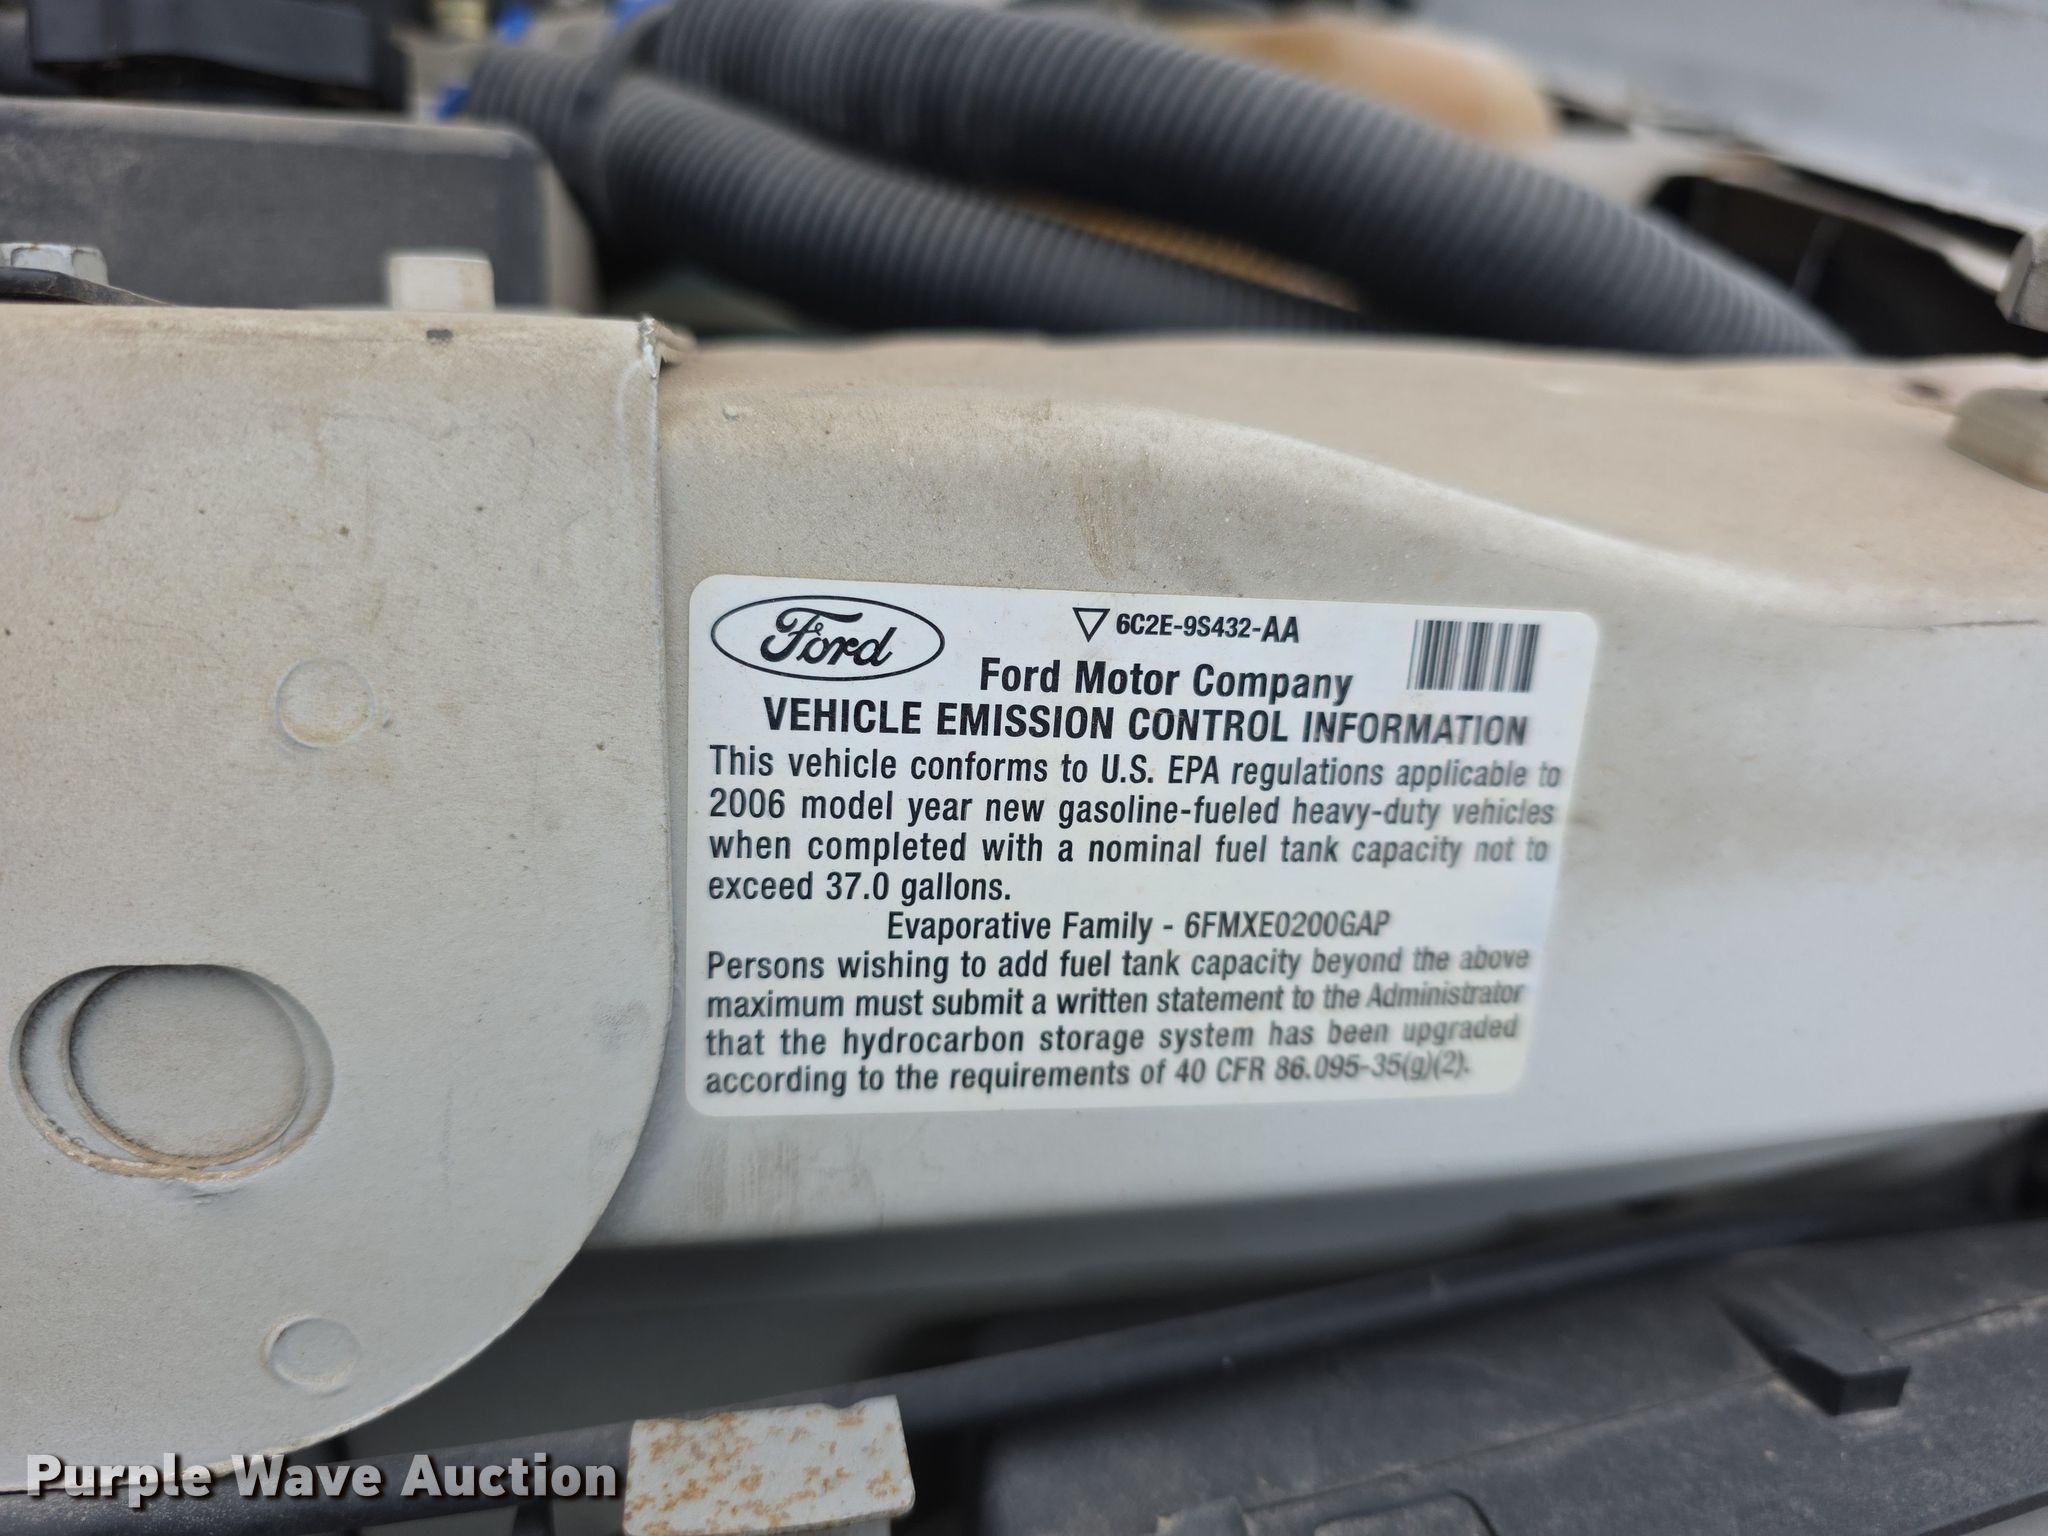 Ford
6C2E-9S432-AA
Ford Motor Company
VEHICLE EMISSION CONTROL INFORMATION
This vehicle conforms to U.S. EPA regulations applicable to
2006 model year new gasoline-fueled heavy-duty vehicles
when completed with a nominal fuel tank capacity not to
exceed 37.0 gallons.
Evaporative Family - 6FMXE0200GAP
Persons wishing to add fuel tank capacity beyond the above
maximum must submit a written statement to the Administrator
that the hydrocarbon storage system has been upgraded
according to the requirements of 40 CFR 86.095-35(g)(2).
Purple Wave Auction